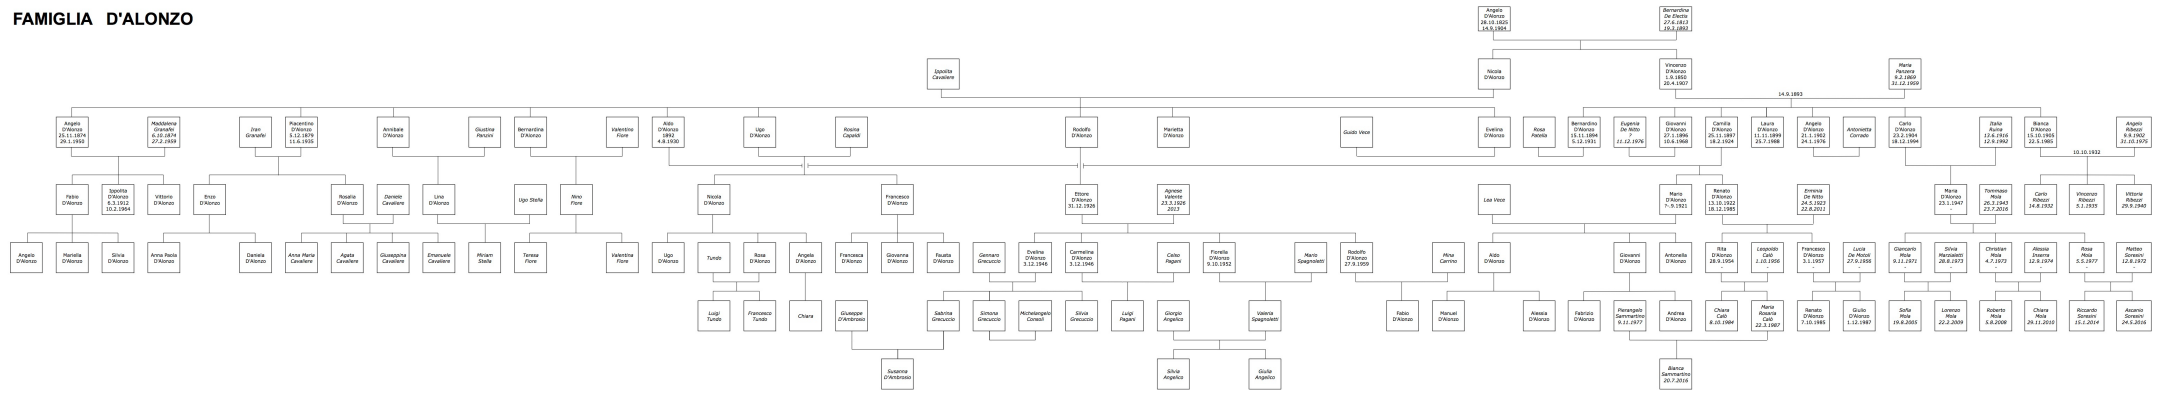 FAMIGLIA D'ALONZO
Angelo
D'Alonzo
28.10.1825
14.9.1904
Bernardina
De Electis
27.6.1813
19.3.1893
Ippolita
Cavaliere
Nicola
D'Alonzo
Vincenzo
D'Alonzo
1.9.1850
20.4.1907
Maria
Panzera
9.2.1869
31.12.1959
14.9.1893
Angelo
D'Alonzo
25.11.1874
29.1.1950
Maddalena
Granafei
6.10.1874
27.2.1959
Iran
Granafei
Piacentino
D'Alonzo
5.12.1879
11.6.1935
Annibale
D'Alonzo
Giustina
Panzini
Bernardina
D'Alonzo
Valentino
Fiore
Aldo
D'Alonzo
1892
4.8.1930
Ugo
D'Alonzo
Rosina
Capaldi
Rodolfo
D'Alonzo
Marietta
D'Alonzo
Guido Vece
Evelina
D'Alonzo
Rosa
Patella
Bernardino
D'Alonzo
15.11.1894
5.12.1931
Eugenia
De Nitto
?
11.12.1976
Giovanni
D'Alonzo
27.1.1896
10.6.1968
Camilla
D'Alonzo
25.11.1897
18.2.1924
Laura
D'Alonzo
11.11.1899
25.7.1988
Angelo
D'Alonzo
21.1.1902
24.1.1976
Antonietta
Corrado
Carlo
D'Alonzo
23.2.1904
18.12.1994
Italia
Ruina
13.6.1916
12.9.1992
Bianca
D'Alonzo
15.10.1905
22.5.1985
Angelo
Ribezzi
9.9.1902
31.10.1975
10.10.1932
Fabio
D'Alonzo
Ippolita
D'Alonzo
6.3.1912
10.2.1964
Vittorio
D'Alonzo
Enzo
D'Alonzo
Rosalia
D'Alonzo
Daniele
Cavaliere
Lina
D'Alonzo
Ugo Stella
Nino
Fiore
Nicola
D'Alonzo
Francesco
D'Alonzo
Ettore
D'Alonzo
31.12.1926
Agnese
Valente
23.3.1926
2013
Lea Vece
Mario
D'Alonzo
?-.9.1921
Renato
D'Alonzo
13.10.1922
18.12.1985
Erminia
De Nitto
24.5.1923
22.8.2011
Maria
D'Alonzo
23.1.1947
-
Tommaso
Mola
26.3.1943
23.7.2016
Carlo
Ribezzi
14.8.1932
Vincenzo
Ribezzi
5.1.1935
Vittoria
Ribezzi
29.9.1940
Angelo
D'Alonzo
Mariella
D'Alonzo
Silvia
D'Alonzo
Anna Paola
D'Alonzo
Daniela
D'Alonzo
Anna Maria
Cavaliere
Agata
Cavaliere
Giuseppina
Cavaliere
Emanuele
Cavaliere
Miriam
Stella
Teresa
Fiore
Valentina
Fiore
Ugo
D'Alonzo
Tundo
Rosa
D'Alonzo
Angela
D'Alonzo
Francesca
D'Alonzo
Giovanna
D'Alonzo
Fausta
D'Alonzo
Gennaro
Grecuccio
Evelina
D'Alonzo
3.12.1946
Carmelina
D'Alonzo
3.12.1946
Celso
Pagani
Fiorella
D'Alonzo
9.10.1952
Mario
Spagnoletti
Rodolfo
D'Alonzo
27.9.1959
Mina
Carrino
Aldo
D'Alonzo
Giovanni
D'Alonzo
Antonella
D'Alonzo
Rita
D'Alonzo
28.9.1954
-
Leopoldo
Calò
1.10.1956
-
Francesco
D'Alonzo
3.1.1957
-
Lucia
De Motoli
27.9.1956
-
Giancarlo
Mola
9.11.1971
-
Silvia
Marzialetti
28.8.1973
-
Christian
Mola
4.7.1973
-
Alessia
Inserra
12.9.1974
-
Rosa
Mola
5.5.1977
-
Matteo
Soresini
12.8.1972
-
Luigi
Tundo
Francesco
Tundo
Chiara
Giuseppe
D'Ambrosio
Sabrina
Grecuccio
Simona
Grecuccio
Michelangelo
Consoli
Silvia
Grecuccio
Luigi
Pagani
Giorgio
Angelico
Valeria
Spagnoletti
Fabio
D'Alonzo
Manuel
D'Alonzo
Alessia
D'Alonzo
Fabrizio
D'Alonzo
Pierangelo
Sammartino
9.11.1977
Andrea
D'Alonzo
Chiara
Calò
8.10.1984
Maria
Rosaria
Calò
22.3.1987
Renato
D'Alonzo
7.10.1985
Giulio
D'Alonzo
1.12.1987
Sofia
Mola
19.8.2005
Lorenzo
Mola
22.2.2009
Roberto
Mola
5.8.2008
Chiara
Mola
29.11.2010
Riccardo
Soresini
15.1.2014
Ascanio
Soresini
24.5.2016
Susanna
D'Ambrosio
Silvia
Angelico
Giulia
Angelico
Bianca
Sammartino
20.7.2016